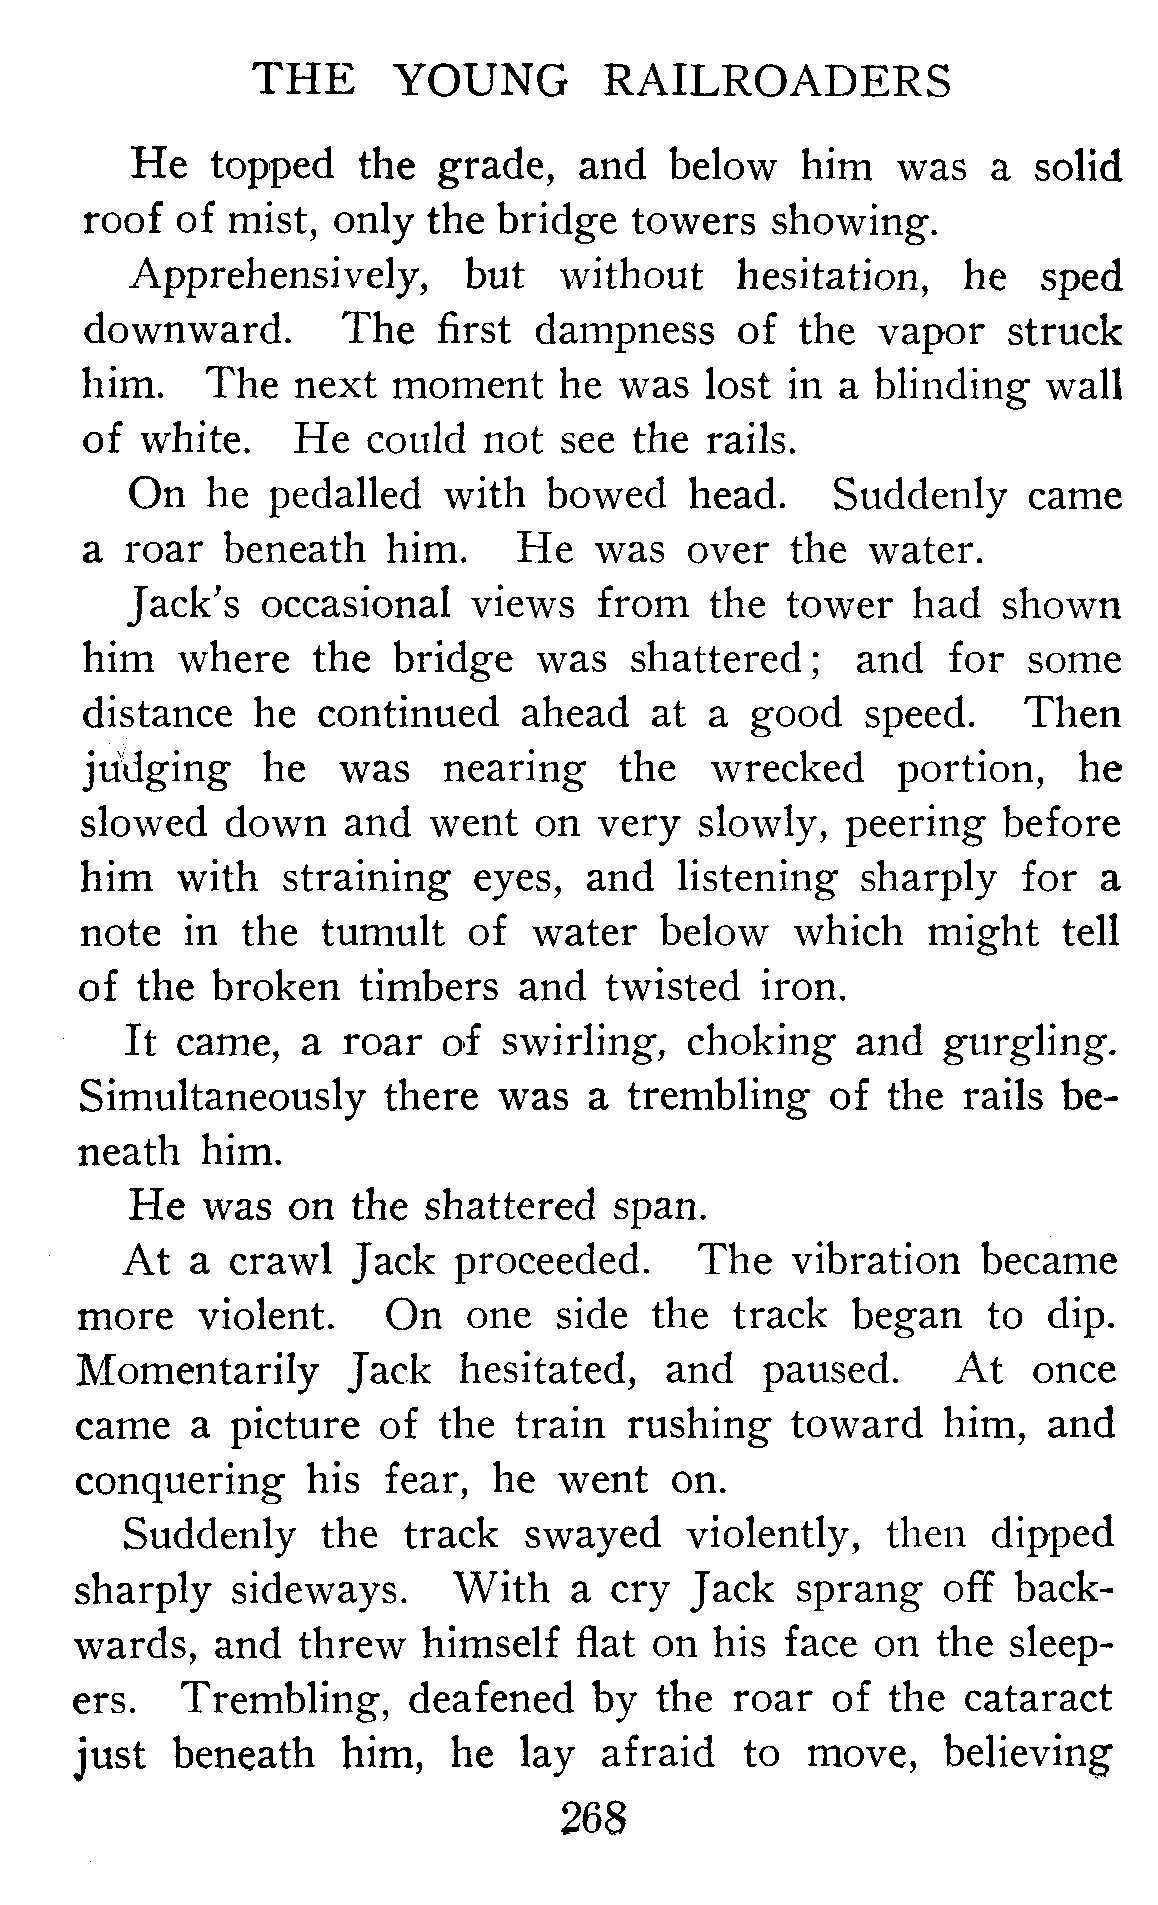 THE YOUNG RAILROADERS
He topped the grade, and below him was a solid
roof of mist, only the bridge towers showing.
Apprehensively, but without hesitation, he sped
downward. The first dampness of the vapor struck
him. The next moment he was lost in a blinding wall
of white. He could not see the rails.
On he pedalled with bowed head. Suddenly came
a roar beneath him. He was over the water.
Jack's occasional views from the tower had shown
him where the bridge was shattered; and for some
distance he continued ahead at a good speed. Then
judging he was nearing the wrecked portion, he
slowed down and went on very slowly, peering before
him with straining eyes, and listening sharply for a
note in the tumult of water below which might tell
of the broken timbers and twisted iron.
It came, a roar of swirling, choking and gurgling.
Simultaneously there was a trembling of the rails be-
neath him.
He was on the shattered span.
At a crawl Jack proceeded. The vibration became
more violent. On one side the track began to dip.
Momentarily Jack hesitated, and paused. At once
came a picture of the train rushing toward him, and
conquering his fear, he went on.
Suddenly the track swayed violently, then dipped
sharply sideways. With a cry Jack sprang off back-
wards, and threw himself flat on his face on the sleep-
ers. Trembling, deafened by the roar of the cataract
just beneath him, he lay afraid to move, believing
268